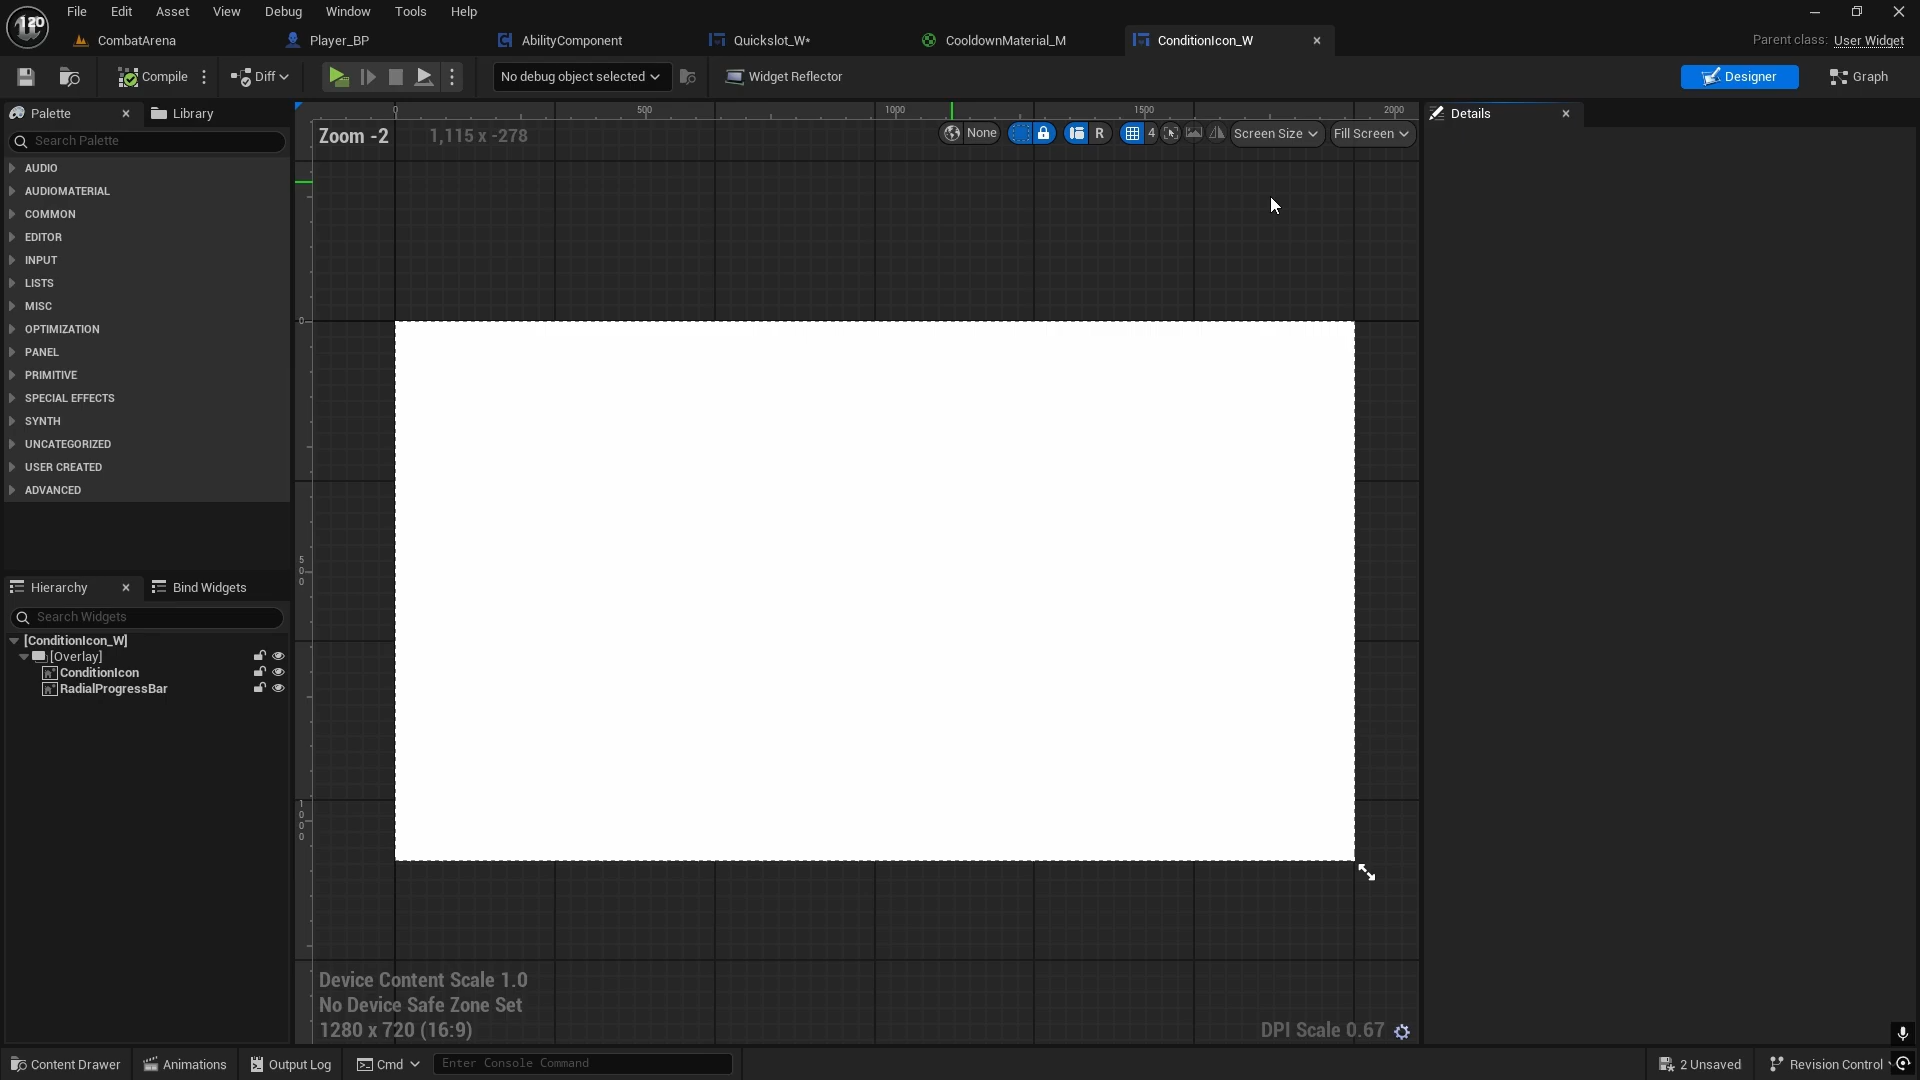 120
File Edit Asset View Debug Window Tools Help
CombatArena Player_BP AbilityComponent Quickslot_W* CooldownMaterial_M ConditionIcon_W Parent class: User Widget
Compile Diff No debug object selected Widget Reflector Designer Graph
Palette Library Details
Search Palette
Zoom -2 1,115 x -278 None R 4 Screen Size Fill Screen
0 500 1000 1500 2000
AUDIO
AUDIOMATERIAL
COMMON
EDITOR
INPUT
LISTS
MISC
OPTIMIZATION
PANEL
PRIMITIVE
SPECIAL EFFECTS
SYNTH
UNCATEGORIZED
USER CREATED
ADVANCED
0
500
1000
Hierarchy Bind Widgets
Search Widgets
[ConditionIcon_W]
[Overlay]
ConditionIcon
RadialProgressBar
Device Content Scale 1.0
No Device Safe Zone Set
1280 x 720 (16:9)
DPI Scale 0.67
Content Drawer Animations Output Log Cmd Enter Console Command 2 Unsaved Revision Control